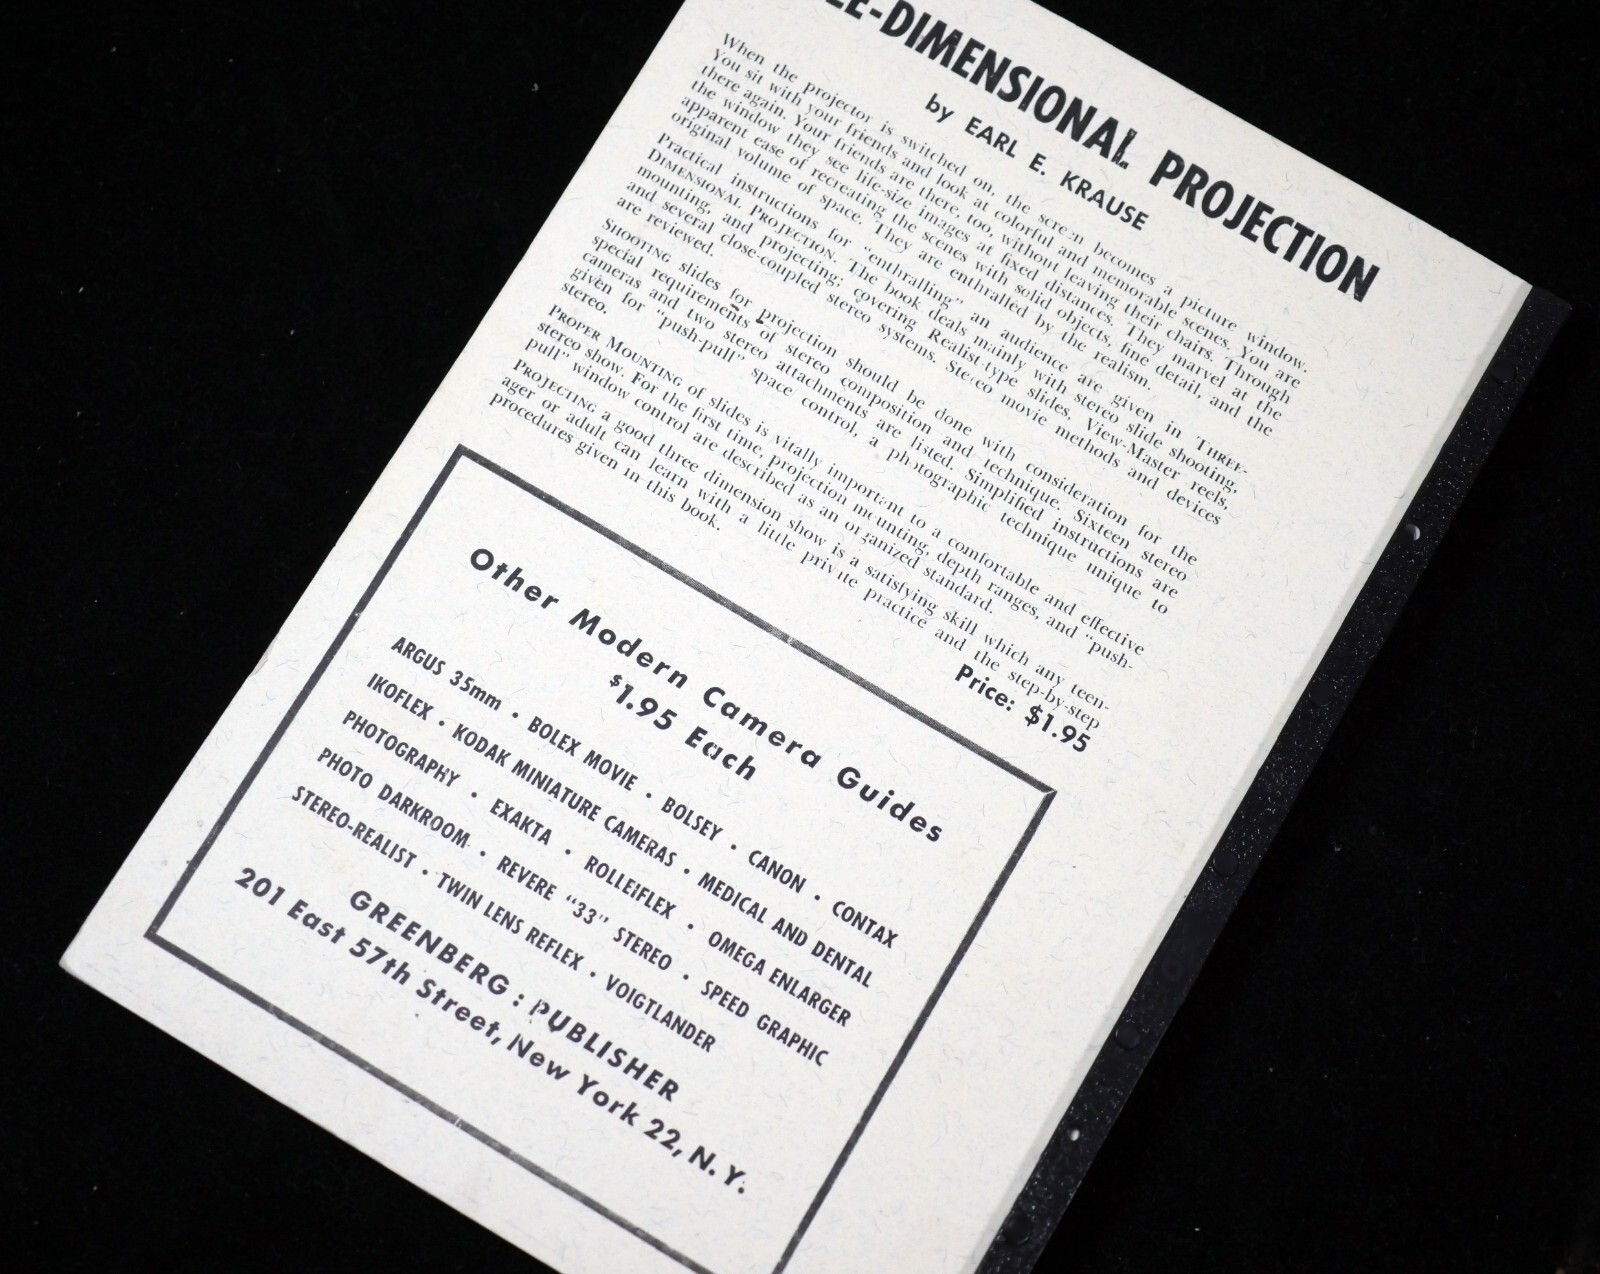 EE-DIMENSIONAL PROJECTION
by EARL E. KRAUSE
When the projector is switched on, the screen becomes a picture window.
You sit with your friends and look at colorful and memorable scenes. You are
there again. Your friends are there, too, without leaving their chairs. Through
the window they see life-size images at fixed distances. They marvel at the
apparent ease of recreating the scenes with solid objects, fine detail, and the
original volume of space. They are enthralled by the realism.
Practical instructions for "enthralling" an audience are given in THREE-
DIMENSIONAL PROJECTION. The book deals mainly with stereo slide shooting,
mounting, and projecting; covering Realist-type slides, View-Master reels,
and several close-coupled stereo systems. Stereo movie methods and devices
are reviewed.
SHOOTING slides for projection should be done with consideration for the
special requirements of stereo composition and technique. Sixteen stereo
cameras and two stereo attachments are listed. Simplified instructions are
given for "push-pull" space control, a photographic technique unique to
stereo.
PROPER MOUNTING of slides is vitally important to a comfortable and effective
stereo show. For the first time, projection mounting, depth ranges, and "push-
pull" window control are described as an organized standard.
PROJECTING a good three dimension show is a satisfying skill which any teen-
ager or adult can learn with a little private practice and the step-by-step
procedures given in this book.
Price: $1.95
Other Modern Camera Guides
$1.95 Each
ARGUS 35mm · BOLEX MOVIE · BOLSEY · CANON · CONTAX
IKOFLEX · KODAK MINIATURE CAMERAS · MEDICAL AND DENTAL
PHOTOGRAPHY · EXAKTA · ROLLEIFLEX · OMEGA ENLARGER
PHOTO DARKROOM · REVERE "33" STEREO · SPEED GRAPHIC
STEREO-REALIST · TWIN LENS REFLEX · VOIGTLANDER
GREENBERG : PUBLISHER
201 East 57th Street, New York 22, N. Y.